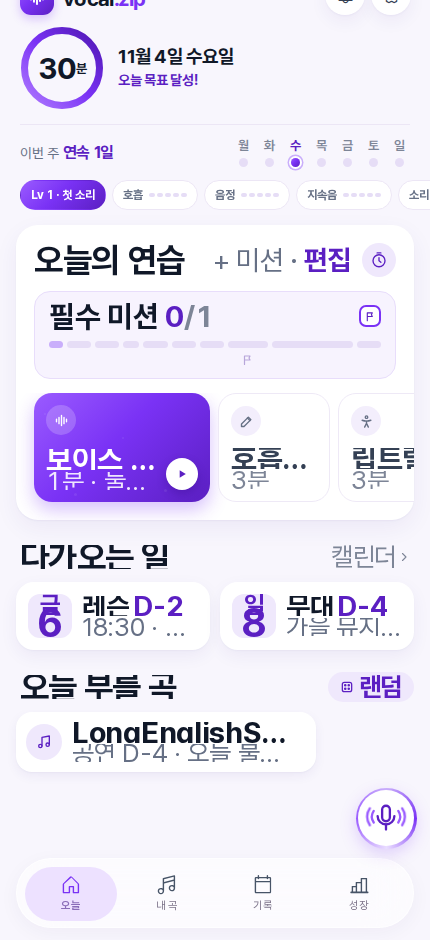 vocal.zip
30분
11월 4일 수요일
오늘 목표 달성!
이번 주 연속 1일
월 화 수 목 금 토 일
Lv 1 · 첫 소리 호흡 음정 지속음 소리
오늘의 연습 + 미션 · 편집
필수 미션 0/1
보이스 ...
1분 · 눌...
호흡...
3분
립트릴
3분
다가오는 일 캘린더
금
6
레슨 D-2
18:30 · ...
일
8
무대 D-4
가을 뮤지...
오늘 부를 곡 랜덤
LongEnglishS...
공연 D-4 · 오늘 물...
오늘 내 곡 기록 성장